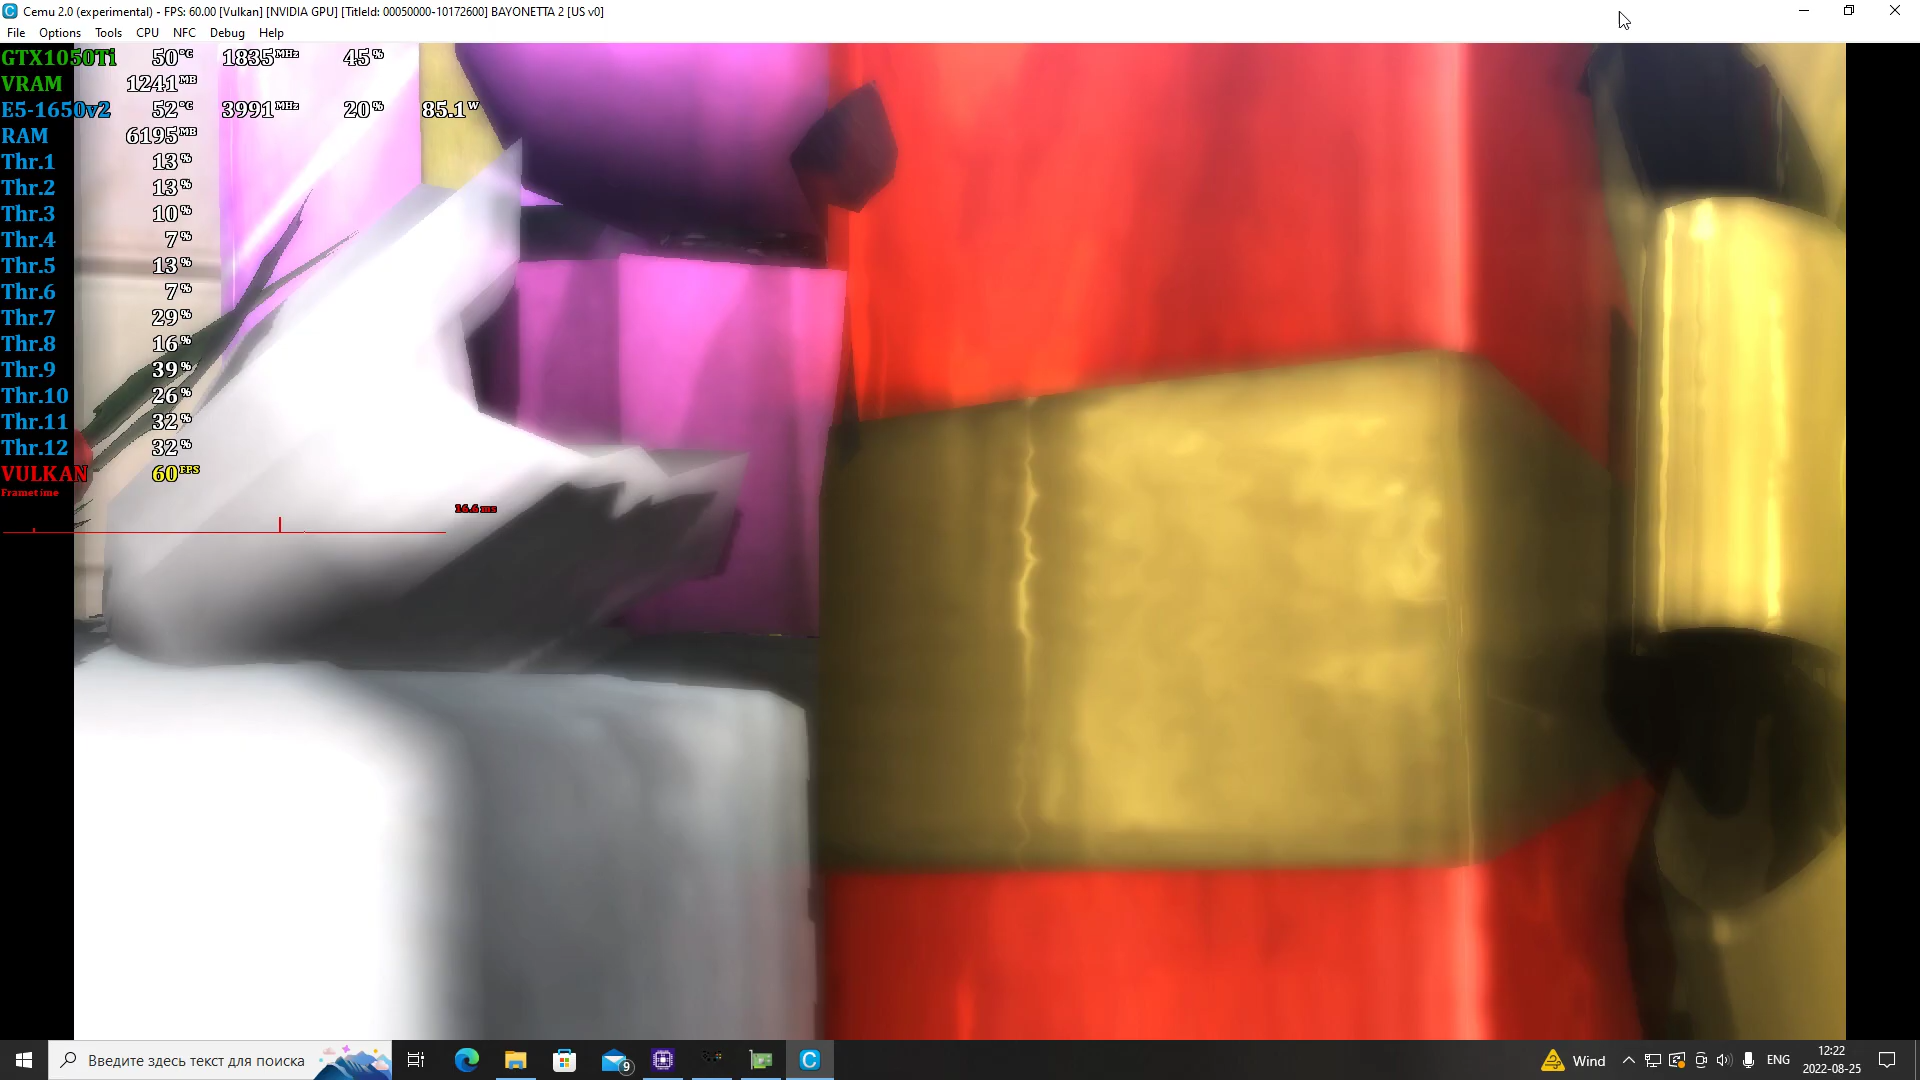 Cemu 2.0 (experimental) - FPS: 60.00 [Vulkan] [NVIDIA GPU] [TitleId: 00050000-10172600] BAYONETTA 2 [US v0]
File Options Tools CPU NFC Debug Help
GTX1050Ti 50°C 1835MHz 45%
VRAM 1241MB
E5-1650v2 52°C 3991MHz 20% 85.1W
RAM 6195MB
Thr.1 13%
Thr.2 13%
Thr.3 10%
Thr.4 7%
Thr.5 13%
Thr.6 7%
Thr.7 29%
Thr.8 16%
Thr.9 39%
Thr.10 26%
Thr.11 32%
Thr.12 32%
VULKAN 60FPS
Frametime
16.6 ms
Введите здесь текст для поиска
9
C
Wind
ENG
12:22
2022-08-25